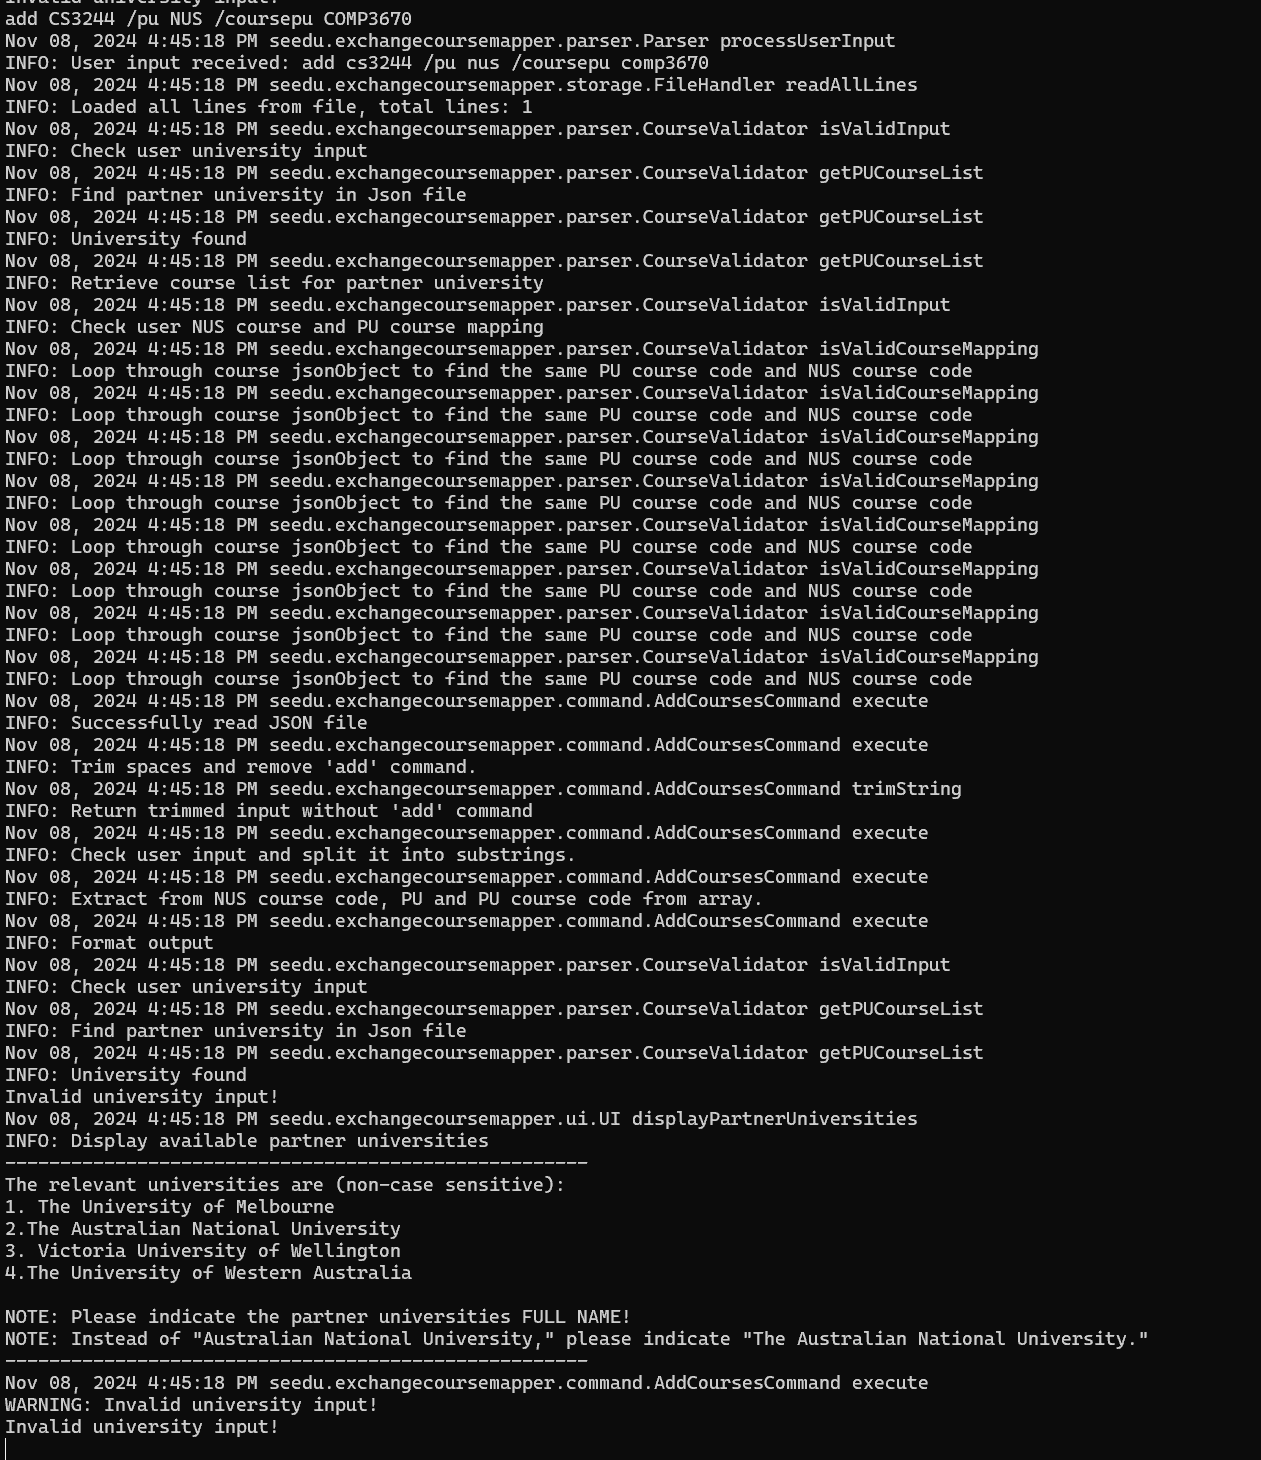 Invalid university input!
add CS3244 /pu NUS /coursepu COMP3670
Nov 08, 2024 4:45:18 PM seedu.exchangecoursemapper.parser.Parser processUserInput
INFO: User input received: add cs3244 /pu nus /coursepu comp3670
Nov 08, 2024 4:45:18 PM seedu.exchangecoursemapper.storage.FileHandler readAllLines
INFO: Loaded all lines from file, total lines: 1
Nov 08, 2024 4:45:18 PM seedu.exchangecoursemapper.parser.CourseValidator isValidInput
INFO: Check user university input
Nov 08, 2024 4:45:18 PM seedu.exchangecoursemapper.parser.CourseValidator getPUCourseList
INFO: Find partner university in Json file
Nov 08, 2024 4:45:18 PM seedu.exchangecoursemapper.parser.CourseValidator getPUCourseList
INFO: University found
Nov 08, 2024 4:45:18 PM seedu.exchangecoursemapper.parser.CourseValidator getPUCourseList
INFO: Retrieve course list for partner university
Nov 08, 2024 4:45:18 PM seedu.exchangecoursemapper.parser.CourseValidator isValidInput
INFO: Check user NUS course and PU course mapping
Nov 08, 2024 4:45:18 PM seedu.exchangecoursemapper.parser.CourseValidator isValidCourseMapping
INFO: Loop through course jsonObject to find the same PU course code and NUS course code
Nov 08, 2024 4:45:18 PM seedu.exchangecoursemapper.parser.CourseValidator isValidCourseMapping
INFO: Loop through course jsonObject to find the same PU course code and NUS course code
Nov 08, 2024 4:45:18 PM seedu.exchangecoursemapper.parser.CourseValidator isValidCourseMapping
INFO: Loop through course jsonObject to find the same PU course code and NUS course code
Nov 08, 2024 4:45:18 PM seedu.exchangecoursemapper.parser.CourseValidator isValidCourseMapping
INFO: Loop through course jsonObject to find the same PU course code and NUS course code
Nov 08, 2024 4:45:18 PM seedu.exchangecoursemapper.parser.CourseValidator isValidCourseMapping
INFO: Loop through course jsonObject to find the same PU course code and NUS course code
Nov 08, 2024 4:45:18 PM seedu.exchangecoursemapper.parser.CourseValidator isValidCourseMapping
INFO: Loop through course jsonObject to find the same PU course code and NUS course code
Nov 08, 2024 4:45:18 PM seedu.exchangecoursemapper.parser.CourseValidator isValidCourseMapping
INFO: Loop through course jsonObject to find the same PU course code and NUS course code
Nov 08, 2024 4:45:18 PM seedu.exchangecoursemapper.parser.CourseValidator isValidCourseMapping
INFO: Loop through course jsonObject to find the same PU course code and NUS course code
Nov 08, 2024 4:45:18 PM seedu.exchangecoursemapper.command.AddCoursesCommand execute
INFO: Successfully read JSON file
Nov 08, 2024 4:45:18 PM seedu.exchangecoursemapper.command.AddCoursesCommand execute
INFO: Trim spaces and remove 'add' command.
Nov 08, 2024 4:45:18 PM seedu.exchangecoursemapper.command.AddCoursesCommand trimString
INFO: Return trimmed input without 'add' command
Nov 08, 2024 4:45:18 PM seedu.exchangecoursemapper.command.AddCoursesCommand execute
INFO: Check user input and split it into substrings.
Nov 08, 2024 4:45:18 PM seedu.exchangecoursemapper.command.AddCoursesCommand execute
INFO: Extract from NUS course code, PU and PU course code from array.
Nov 08, 2024 4:45:18 PM seedu.exchangecoursemapper.command.AddCoursesCommand execute
INFO: Format output
Nov 08, 2024 4:45:18 PM seedu.exchangecoursemapper.parser.CourseValidator isValidInput
INFO: Check user university input
Nov 08, 2024 4:45:18 PM seedu.exchangecoursemapper.parser.CourseValidator getPUCourseList
INFO: Find partner university in Json file
Nov 08, 2024 4:45:18 PM seedu.exchangecoursemapper.parser.CourseValidator getPUCourseList
INFO: University found
Invalid university input!
Nov 08, 2024 4:45:18 PM seedu.exchangecoursemapper.ui.UI displayPartnerUniversities
INFO: Display available partner universities
-----------------------------------------------------
The relevant universities are (non-case sensitive):
1. The University of Melbourne
2.The Australian National University
3. Victoria University of Wellington
4.The University of Western Australia
NOTE: Please indicate the partner universities FULL NAME!
NOTE: Instead of "Australian National University," please indicate "The Australian National University."
-----------------------------------------------------
Nov 08, 2024 4:45:18 PM seedu.exchangecoursemapper.command.AddCoursesCommand execute
WARNING: Invalid university input!
Invalid university input!